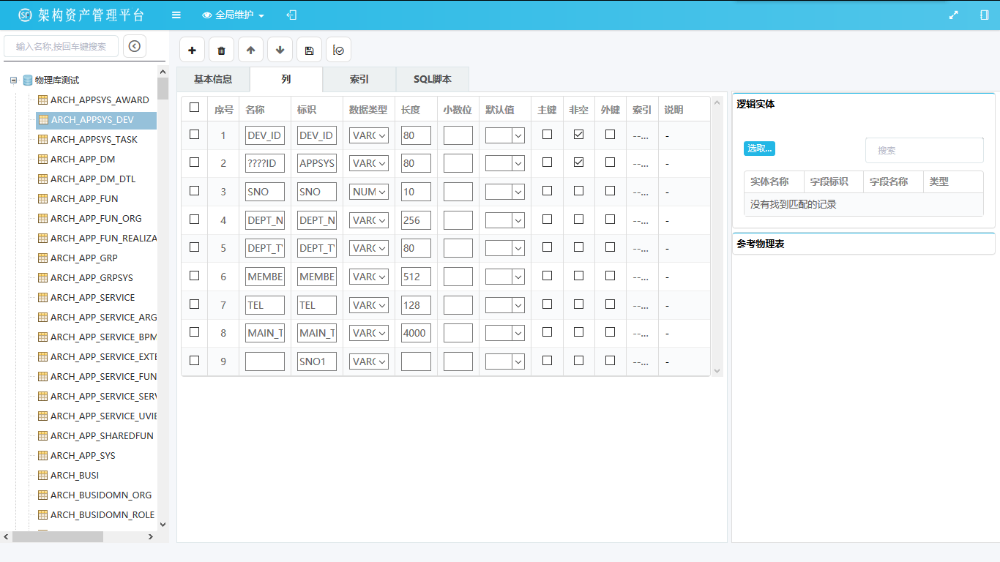 架构资产管理平台 全局维护
输入名称,按回车键搜索
物理库测试
ARCH_APPSYS_AWARD
ARCH_APPSYS_DEV
ARCH_APPSYS_TASK
ARCH_APP_DM
ARCH_APP_DM_DTL
ARCH_APP_FUN
ARCH_APP_FUN_ORG
ARCH_APP_FUN_REALIZA
ARCH_APP_GRP
ARCH_APP_GRPSYS
ARCH_APP_SERVICE
ARCH_APP_SERVICE_ARG
ARCH_APP_SERVICE_BPM
ARCH_APP_SERVICE_EXTE
ARCH_APP_SERVICE_FUN
ARCH_APP_SERVICE_SERV
ARCH_APP_SERVICE_UVIE
ARCH_APP_SHAREDFUN
ARCH_APP_SYS
ARCH_BUSI
ARCH_BUSIDOMN_ORG
ARCH_BUSIDOMN_ROLE
基本信息 列 索引 SQL脚本
序号 名称 标识 数据类型 长度 小数位 默认值 主键 非空 外键 索引 说明
1 DEV_ID DEV_ID VARC 80 --... -
2 ????ID APPSYS VARC 80 --... -
3 SNO SNO NUM 10 --... -
4 DEPT_N DEPT_N VARC 256 --... -
5 DEPT_T DEPT_T VARC 80 --... -
6 MEMBE MEMBE VARC 512 --... -
7 TEL TEL VARC 128 --... -
8 MAIN_T MAIN_T VARC 4000 --... -
9 SNO1 VARC --... -
逻辑实体
选取... 搜索
实体名称 字段标识 字段名称 类型
没有找到匹配的记录
参考物理表